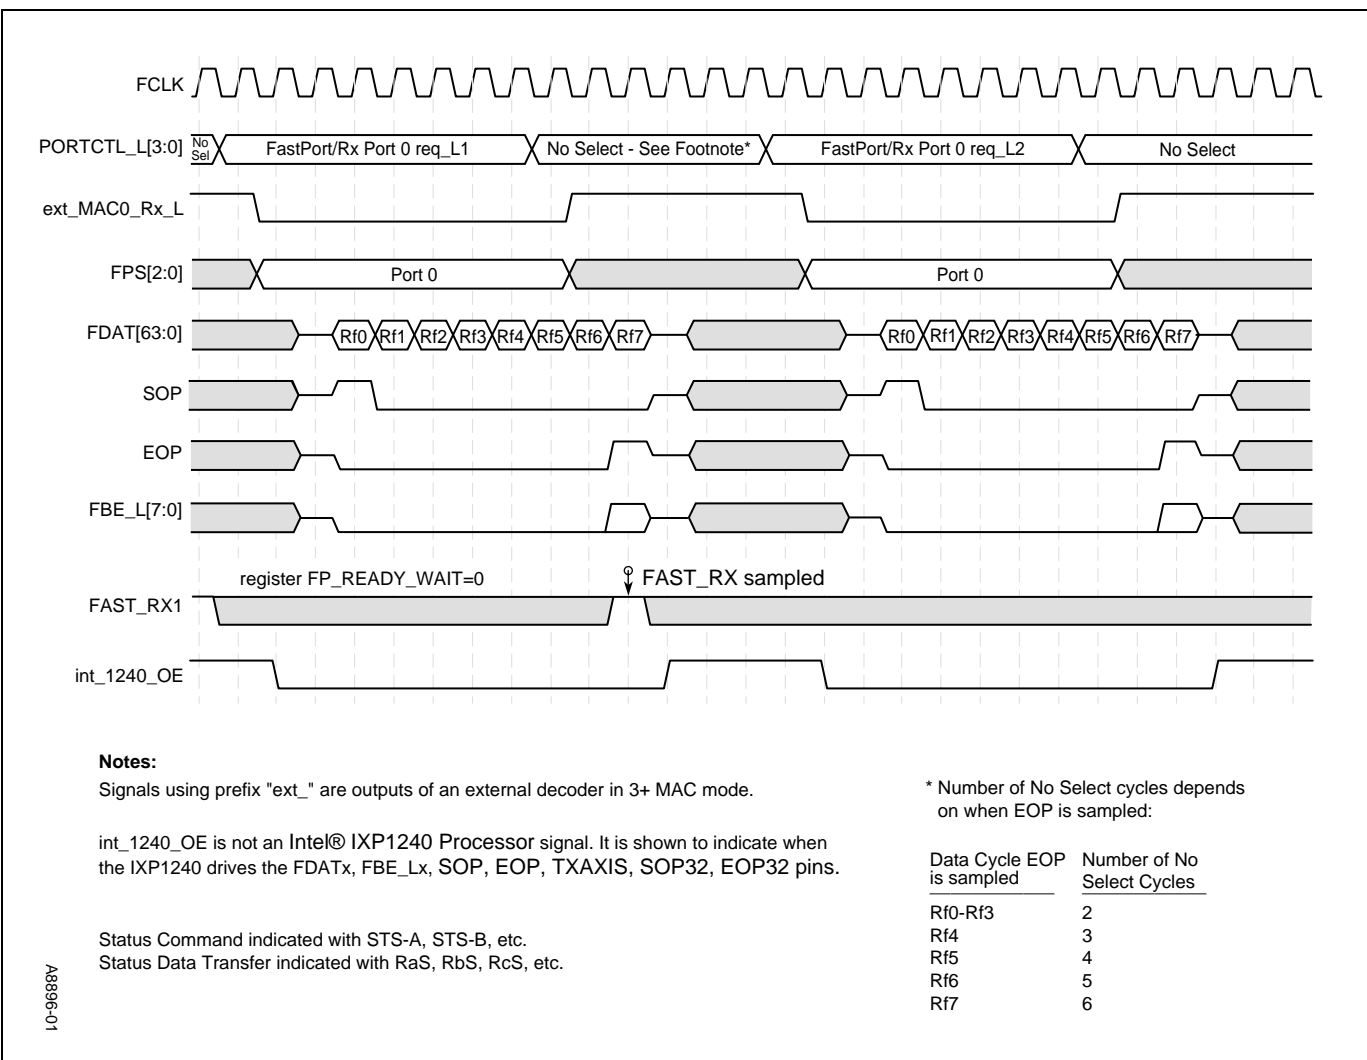 FCLK
PORTCTL_L[3:0]
No
Sel
FastPort/Rx Port 0 req_L1
No Select - See Footnote*
FastPort/Rx Port 0 req_L2
No Select
ext_MAC0_Rx_L
FPS[2:0]
Port 0
Port 0
FDAT[63:0]
Rf0 Rf1 Rf2 Rf3 Rf4 Rf5 Rf6 Rf7
Rf0 Rf1 Rf2 Rf3 Rf4 Rf5 Rf6 Rf7
SOP
EOP
FBE_L[7:0]
register FP_READY_WAIT=0
FAST_RX sampled
FAST_RX1
int_1240_OE
Notes:
Signals using prefix "ext_" are outputs of an external decoder in 3+ MAC mode.
int_1240_OE is not an Intel® IXP1240 Processor signal. It is shown to indicate when
the IXP1240 drives the FDATx, FBE_Lx, SOP, EOP, TXAXIS, SOP32, EOP32 pins.
Status Command indicated with STS-A, STS-B, etc.
Status Data Transfer indicated with RaS, RbS, RcS, etc.
* Number of No Select cycles depends
on when EOP is sampled:
Data Cycle EOP
is sampled
Number of No
Select Cycles
Rf0-Rf3 2
Rf4 3
Rf5 4
Rf6 5
Rf7 6
A8896-01